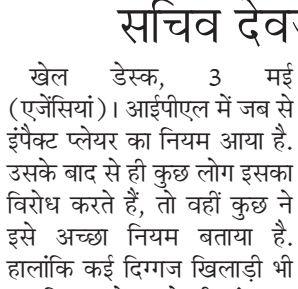 सचिव
खेल डेस्क, 3 मई
(एजेंसियां)। आईपीएल में जब से
इंपैक्ट प्लेयर का नियम आया है.
उसके बाद से ही कुछ लोग इसका
विरोध करते हैं, तो वहीं कुछ ने
इसे अच्छा नियम बताया है.
हालांकि कई दिग्गज खिलाड़ी भी